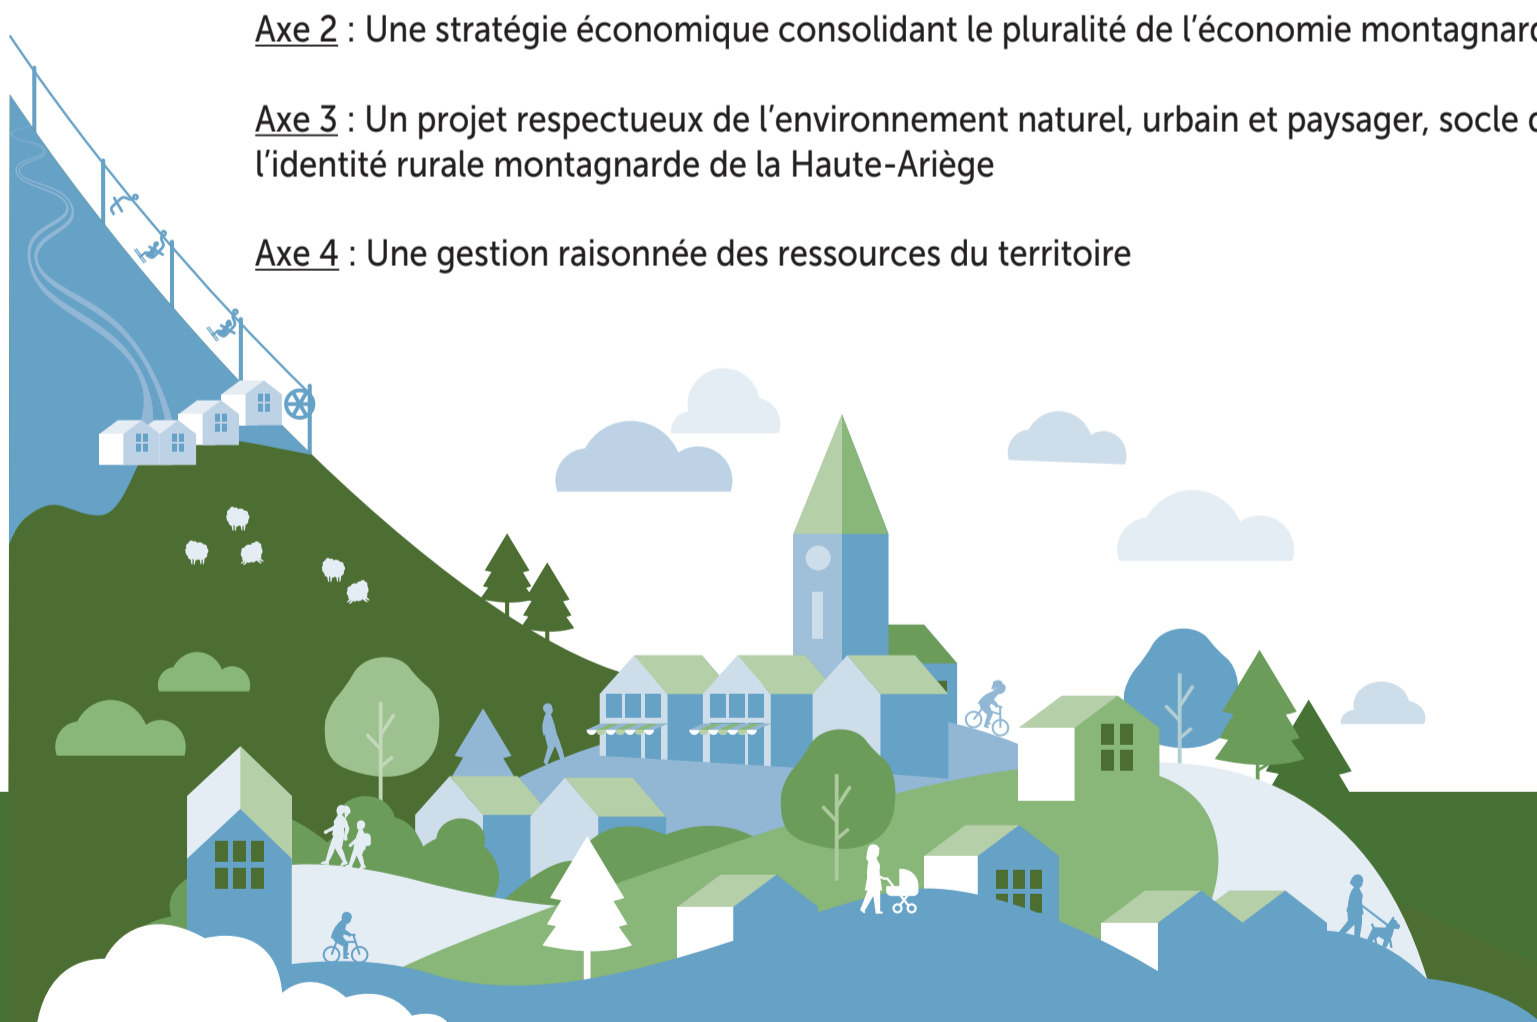 Axe 2 : Une stratégie économique consolidant le pluralité de l'économie montagnard
Axe 3 : Un projet respectueux de l'environnement naturel, urbain et paysager, socle
l'identité rurale montagnarde de la Haute-Ariège
Axe 4 : Une gestion raisonnée des ressources du territoire